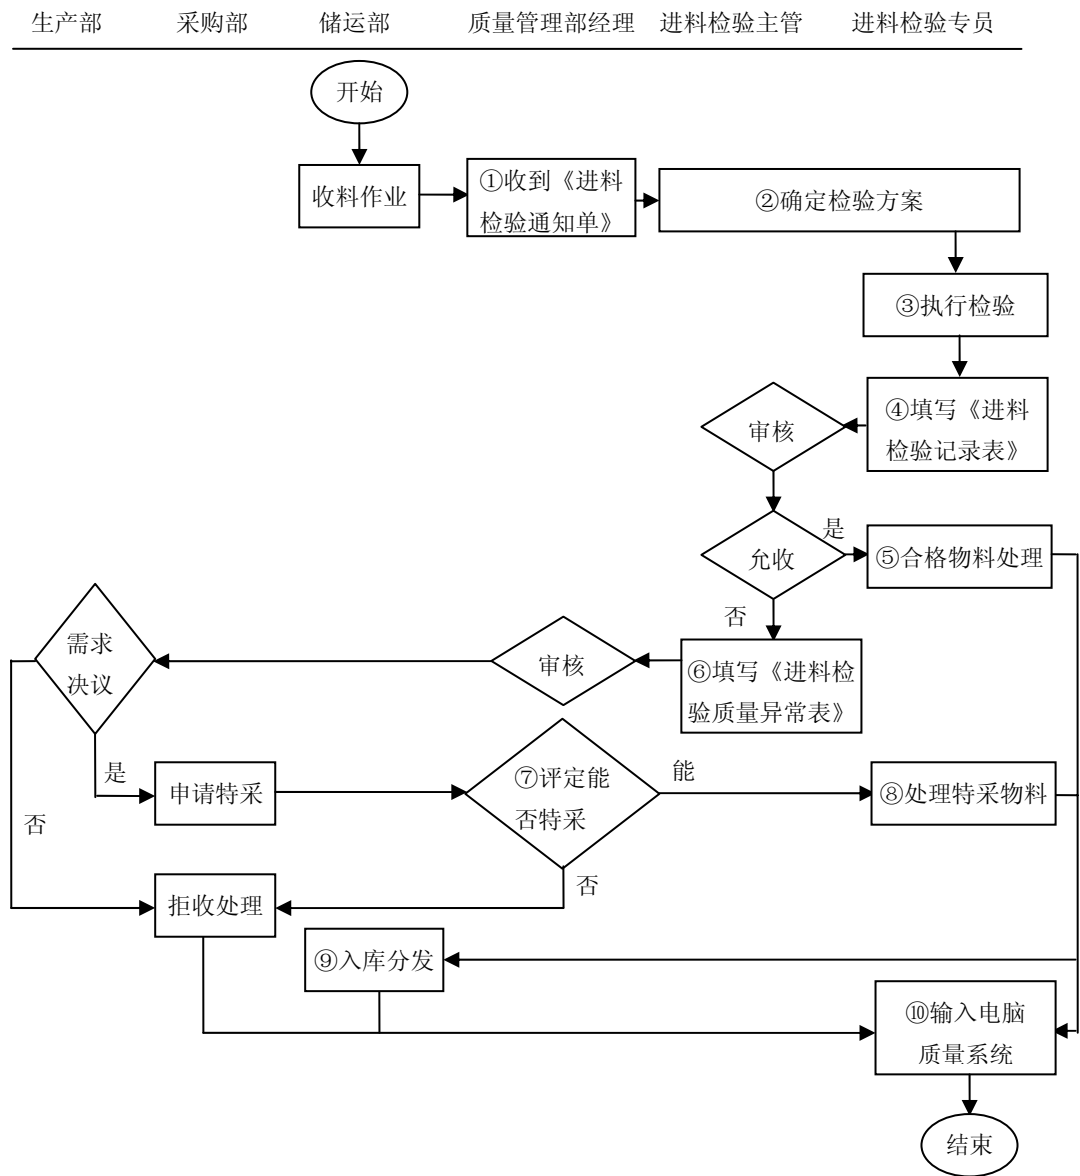 生产部 采购部 储运部 质量管理部经理 进料检验主管 进料检验专员
开始
收料作业
①收到《进料
检验通知单》
②确定检验方案
③执行检验
④填写《进料
检验记录表》
审核
允收
是
⑤合格物料处理
否
⑥填写《进料检
验质量异常表》
审核
需求
决议
是
否
申请特采
⑦评定能
否特采
能
⑧处理特采物料
否
拒收处理
⑨入库分发
⑩输入电脑
质量系统
结束